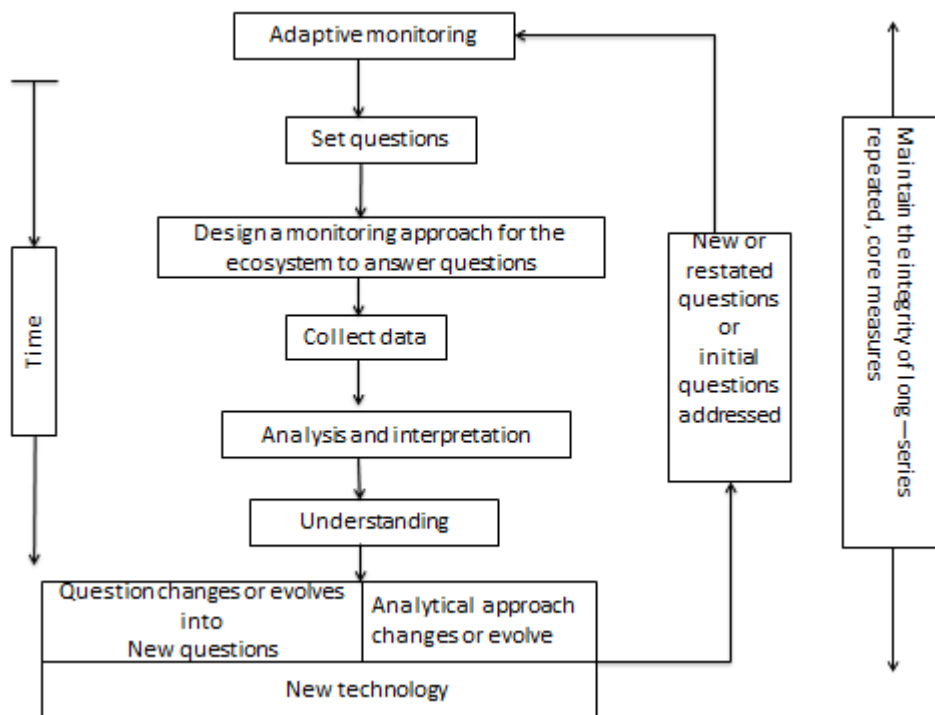 Adaptive monitoring
Set questions
Design a monitoring approach for the
ecosystem to answer questions
Collect data
Analysis and interpretation
Understanding
Question changes or evolves
into
New questions
Analytical approach
changes or evolve
New technology
Time
New or
restated
questions
or
initial
questions
addressed
Maintain the integrity of long—series
repeated, core measures